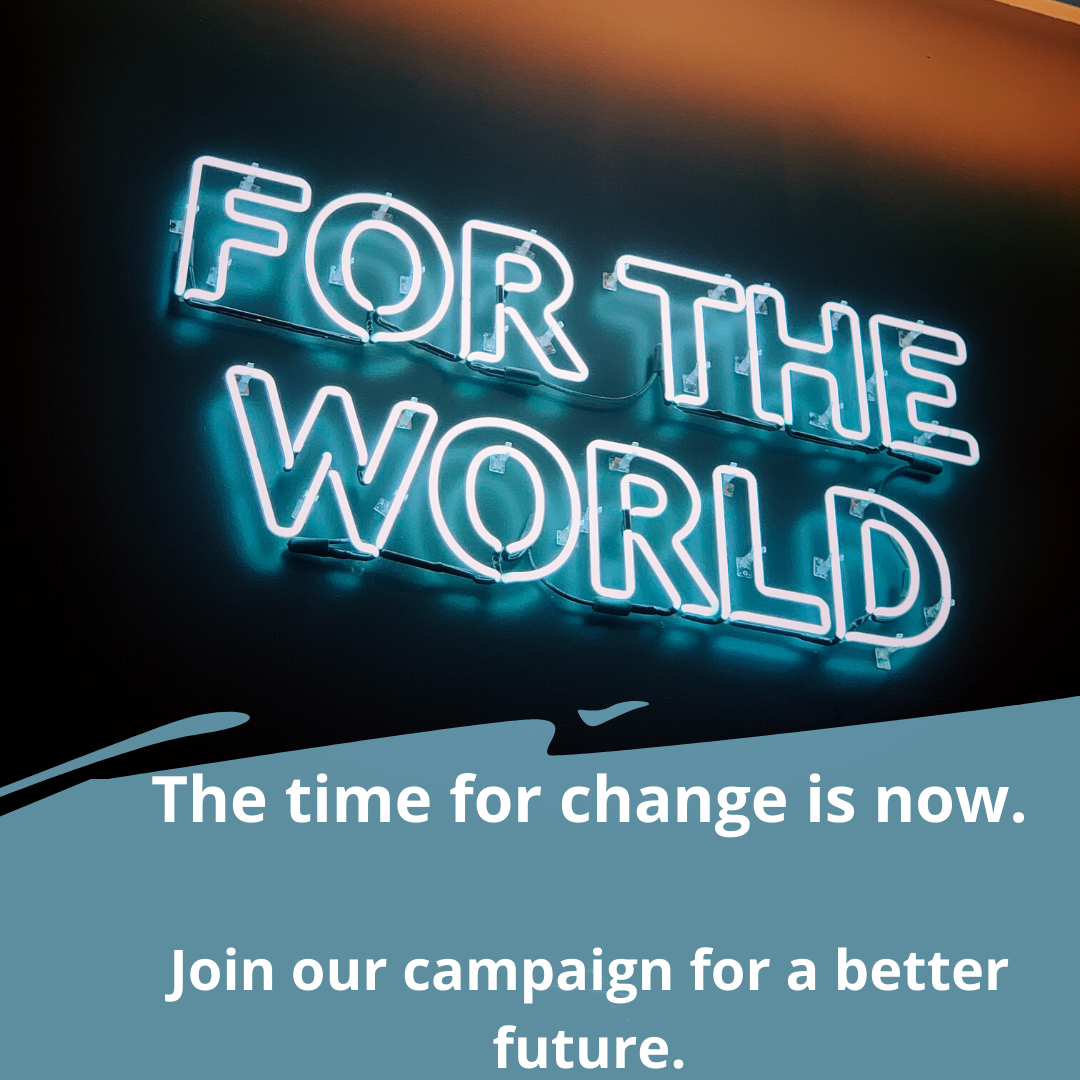 FOR THE
WORLD
The time for change is now.
Join our campaign for a better
future.